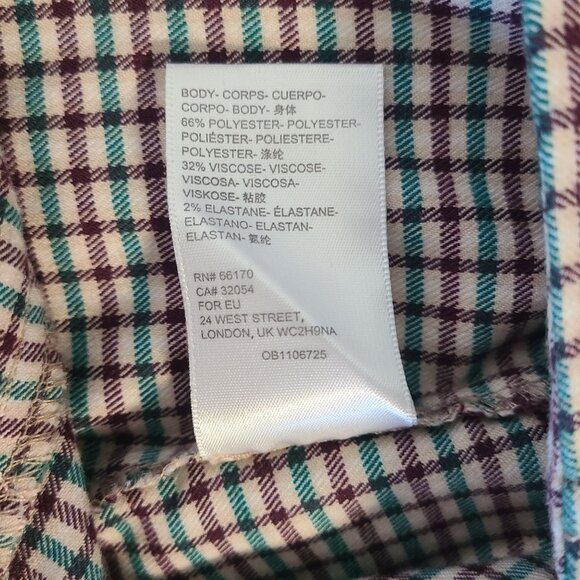 BODY- CORPS- CUERPO-
CORPO- BODY- 身体
66% POLYESTER- POLYESTER-
POLIÉSTER- POLIESTERE-
POLYESTER- 涤纶
32% VISCOSE- VISCOSE-
VISCOSA- VISCOSA-
VISKOSE- 粘胶
2% ELASTANE- ÉLASTANE-
ELASTANO- ELASTAN-
ELASTAN- 氨纶
RN# 66170
CA# 32054
FOR EU
24 WEST STREET,
LONDON, UK WC2H9NA
OB1106725